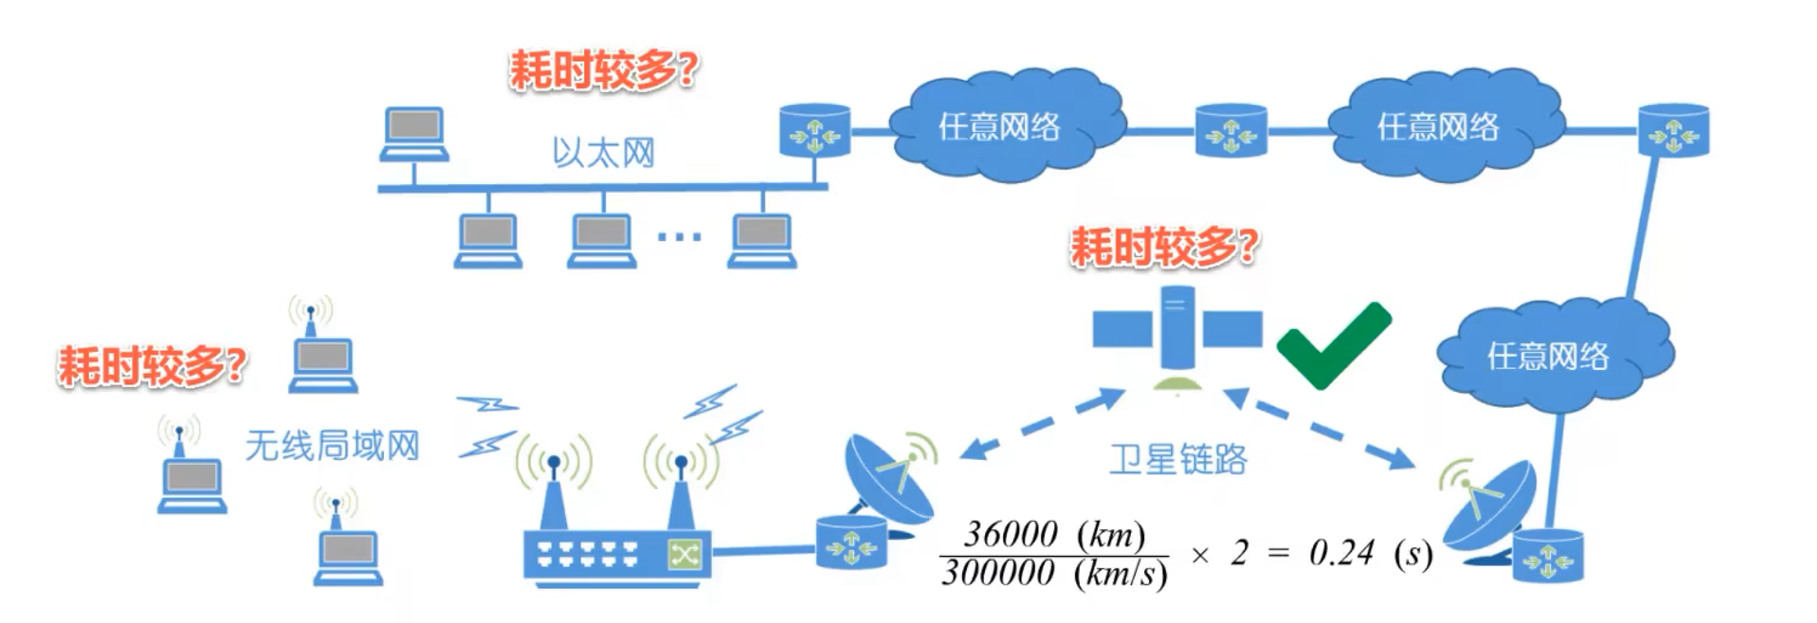 耗时较多?
以太网
任意网络
任意网络
耗时较多?
任意网络
耗时较多?
无线局域网
卫星链路
36000 (km)
300000 (km/s)
× 2 = 0.24 (s)